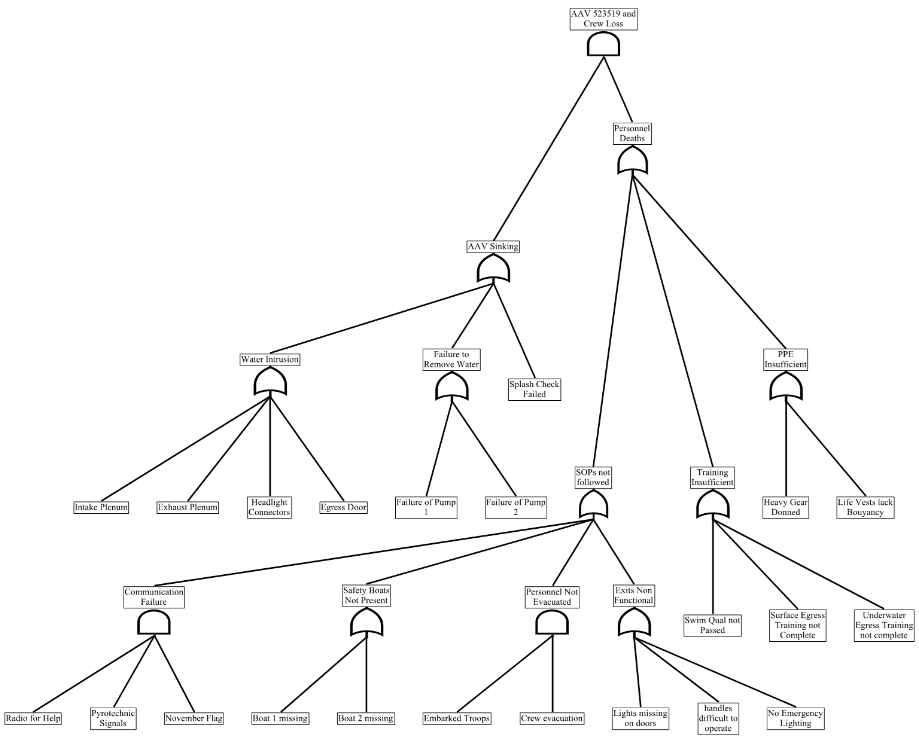 AAV 523519 and
Crew Loss
Personnel
Deaths
AAV Sinking
Water Intrusion
Failure to
Remove Water
Splash Check
Failed
PPE
Insufficient
Intake Plenum
Exhaust Plenum
Headlight
Connectors
Egress Door
Failure of Pump
1
Failure of Pump
2
SOPs not
followed
Training
Insufficient
Heavy Gear
Donned
Life Vests lack
Bouyancy
Communication
Failure
Safety Boats
Not Present
Personnel Not
Evacuated
Exits Non
Functional
Swim Qual not
Passed
Surface Egress
Training not
Complete
Underwater
Egress Training
not complete
Radio for Help
Pyrotechnic
Signals
November Flag
Boat 1 missing
Boat 2 missing
Embarked Troops
Crew evacuation
Lights missing
on doors
handles
difficult to
operate
No Emergency
Lighting